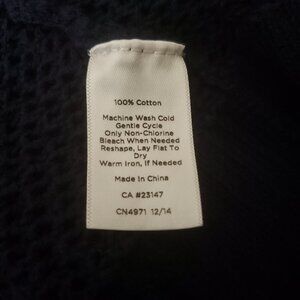 100% Cotton
Machine Wash Cold
Gentle Cycle
Only Non-Chlorine
Bleach When Needed
Reshape, Lay Flat To
Dry
Warm Iron, If Needed
Made in China
CA #23147
CN4971 12/14